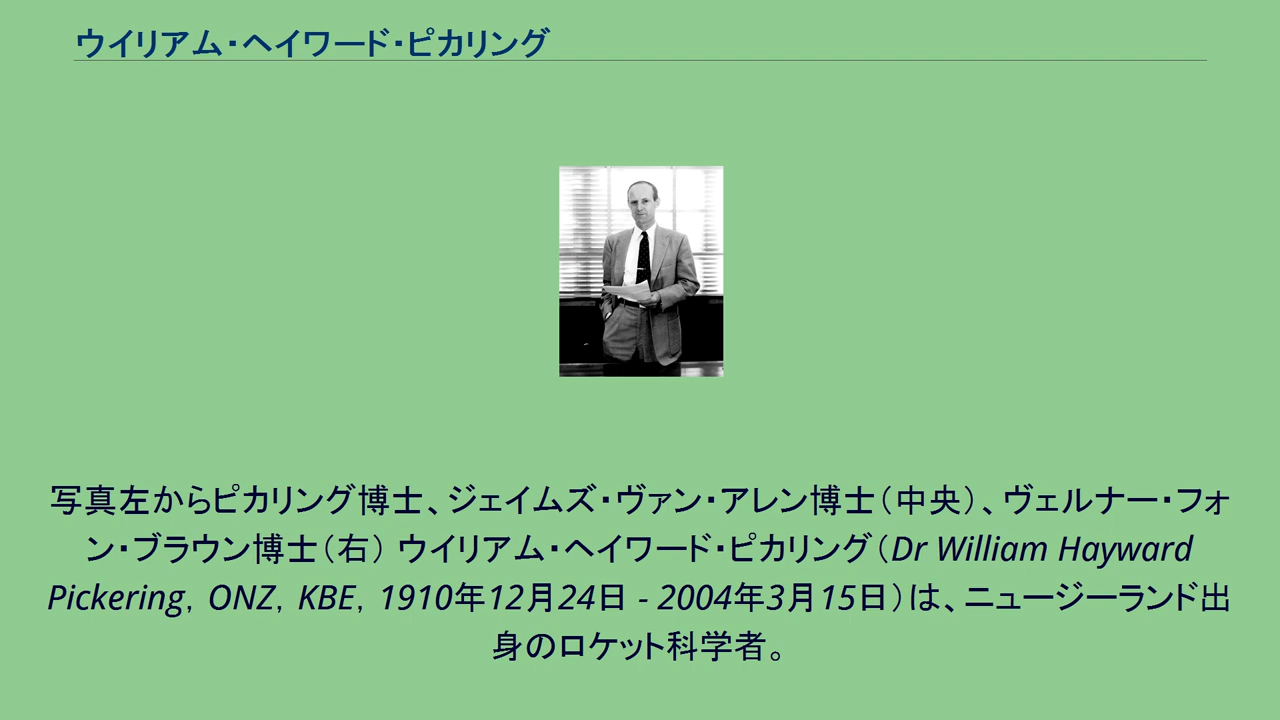 ウイリアム・ヘイワード・ピカリング
写真左からピカリング博士、ジェイムズ・ヴァン・アレン博士（中央）、ヴェルナー・フォ
ン・ブラウン博士（右） ウイリアム・ヘイワード・ピカリング（Dr William Hayward
Pickering，ONZ，KBE，1910年12月24日 - 2004年3月15日）は、ニュージーランド出
身のロケット科学者。